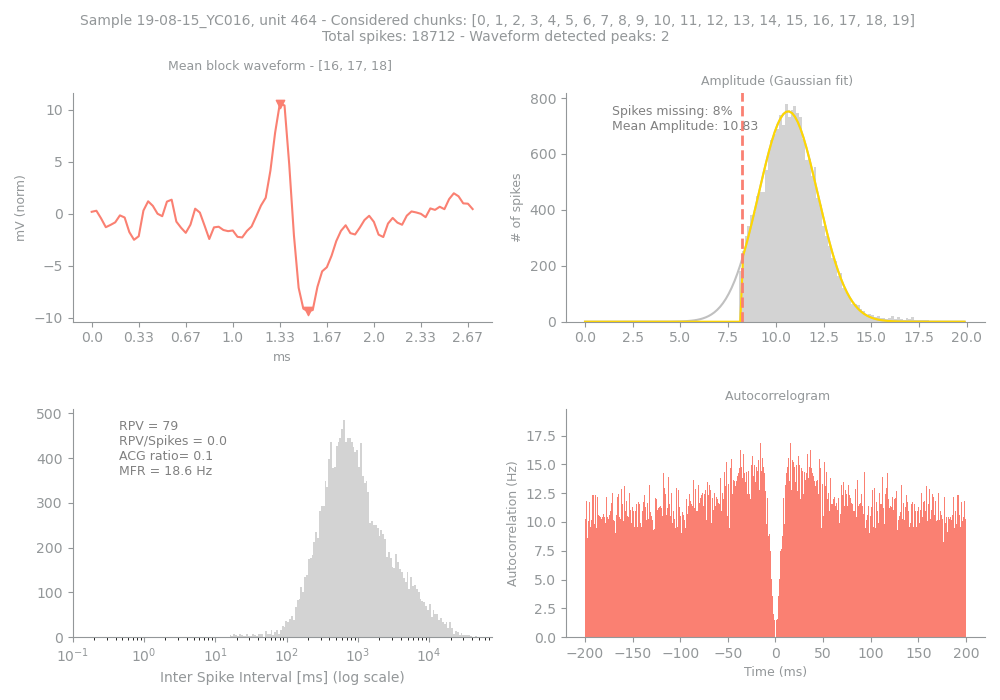 Sample 19-08-15_YC016, unit 464 - Considered chunks: [0, 1, 2, 3, 4, 5, 6, 7, 8, 9, 10, 11, 12, 13, 14, 15, 16, 17, 18, 19]
Total spikes: 18712 - Waveform detected peaks: 2
Mean block waveform - [16, 17, 18]
10
5
0
−5
−10
mV (norm)
0.0 0.33 0.67 1.0 1.33 1.67 2.0 2.33 2.67
ms
Amplitude (Gaussian fit)
Spikes missing: 8%
Mean Amplitude: 10.83
800
600
400
200
0
# of spikes
0.0 2.5 5.0 7.5 10.0 12.5 15.0 17.5 20.0
RPV = 79
RPV/Spikes = 0.0
ACG ratio= 0.1
MFR = 18.6 Hz
500
400
300
200
100
0
10⁻¹ 10⁰ 10¹ 10² 10³ 10⁴
Inter Spike Interval [ms] (log scale)
Autocorrelogram
17.5
15.0
12.5
10.0
7.5
5.0
2.5
0.0
Autocorrelation (Hz)
−200 −150 −100 −50 0 50 100 150 200
Time (ms)